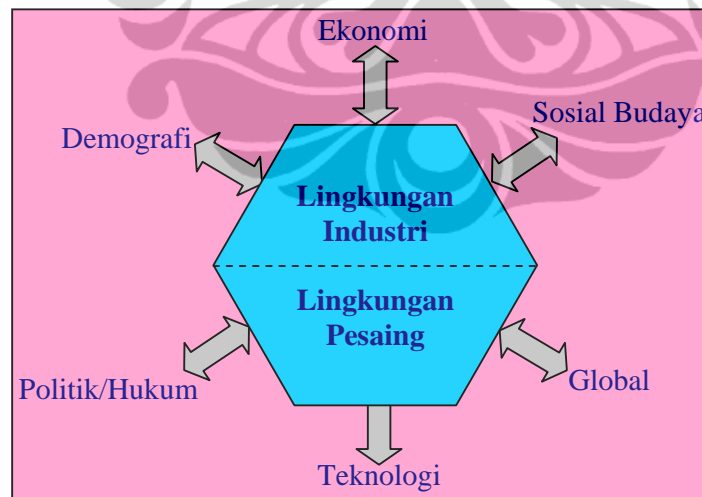 Ekonomi
Sosial Budaya
Demografi
Lingkungan
Industri
Lingkungan
Pesaing
Politik/Hukum
Global
Teknologi